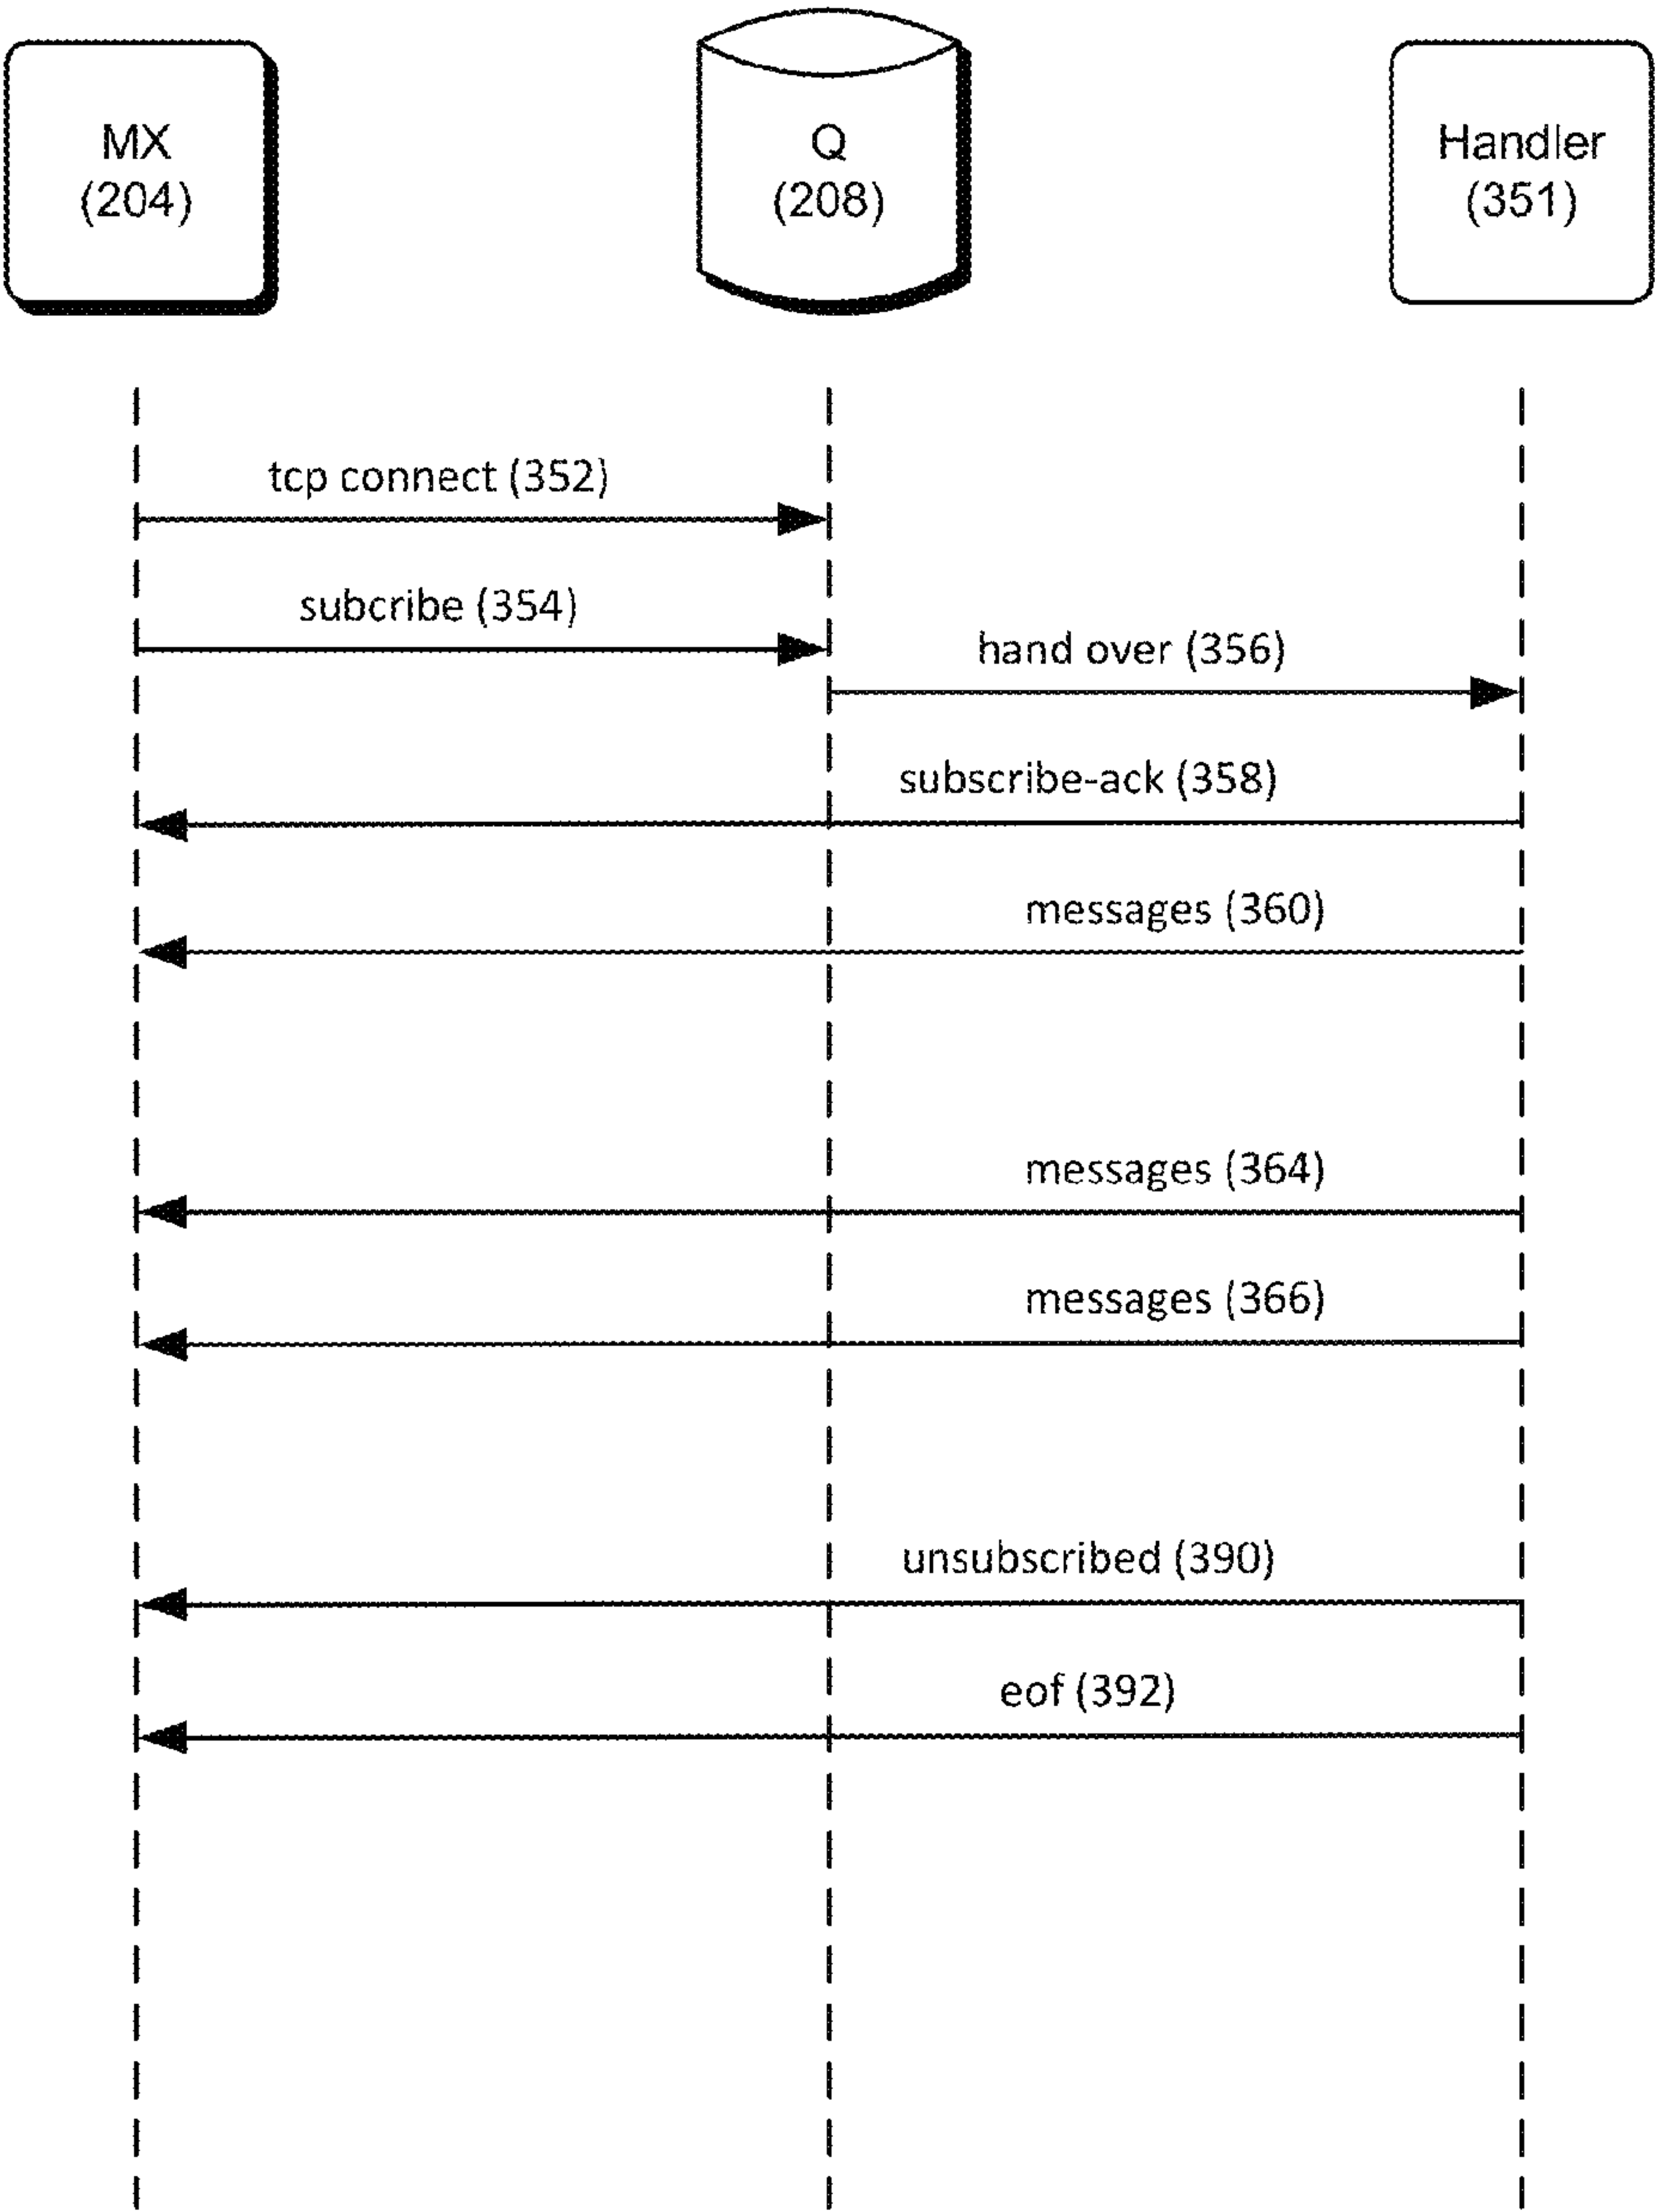 MX
(204)
Q
(208)
Handler
(351)
tcp connect (352)
subcribe (354)
hand over (356)
subscribe-ack (358)
messages (360)
messages (364)
messages (366)
unsubscribed (390)
eof (392)